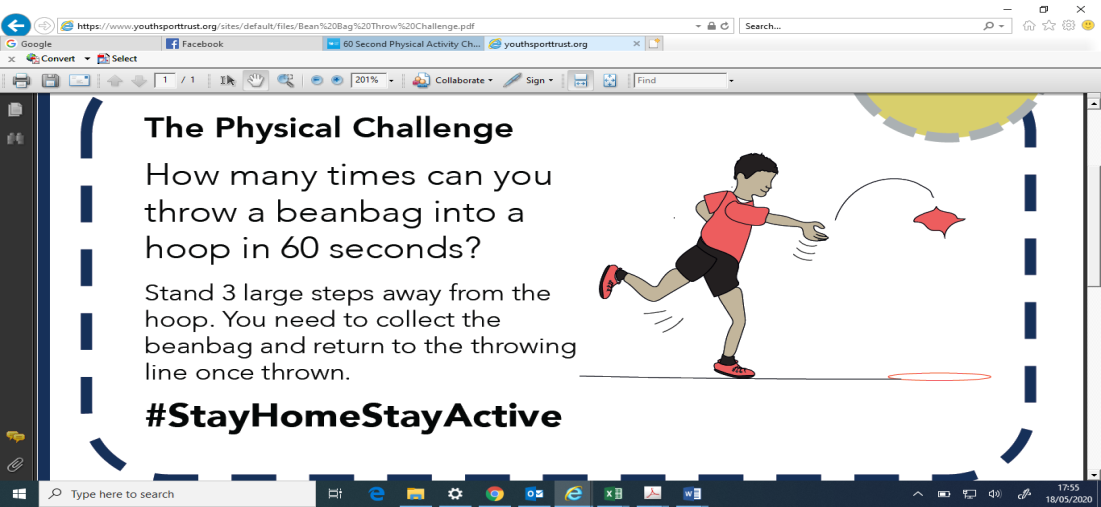 https://www.youthsporttrust.org/sites/default/files/Bean%20Bag%20Throw%20Challenge.pdf
Search...
Google
Facebook
60 Second Physical Activity Ch...
youthsporttrust.org
Convert
Select
1 / 1
201%
Collaborate
Sign
Find
The Physical Challenge
How many times can you
throw a beanbag into a
hoop in 60 seconds?
Stand 3 large steps away from the
hoop. You need to collect the
beanbag and return to the throwing
line once thrown.
#StayHomeStayActive
Type here to search
17:55
18/05/2020